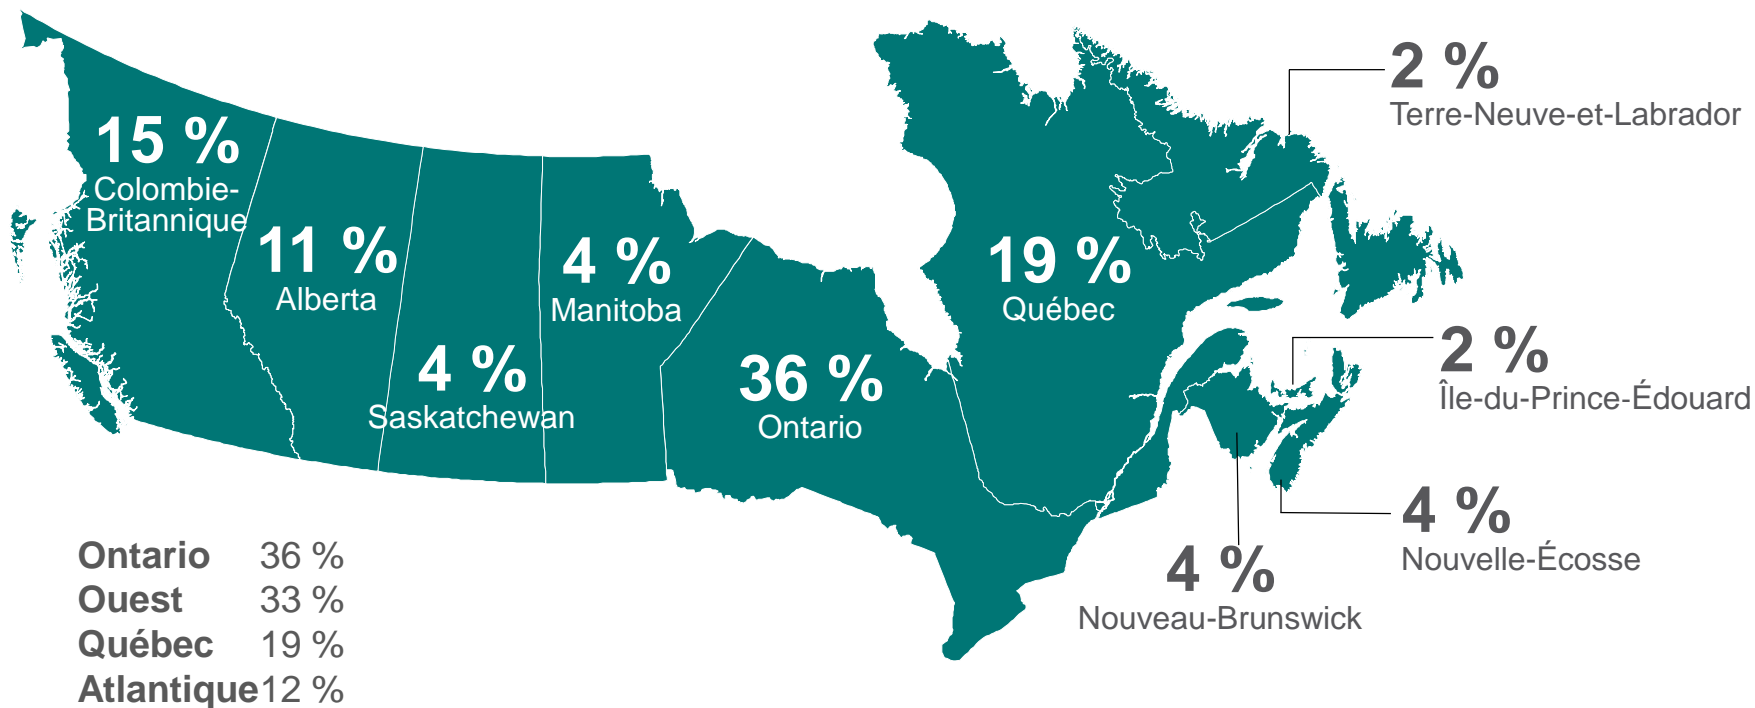 2 %
Terre-Neuve-et-Labrador
15 %
Colombie-
Britannique
11 %
Alberta
4 %
Manitoba
19 %
Québec
4 %
Saskatchewan
36 %
Ontario
2 %
Île-du-Prince-Édouard
4 %
Nouvelle-Écosse
4 %
Nouveau-Brunswick
Ontario 36 %
Ouest 33 %
Québec 19 %
Atlantique 12 %